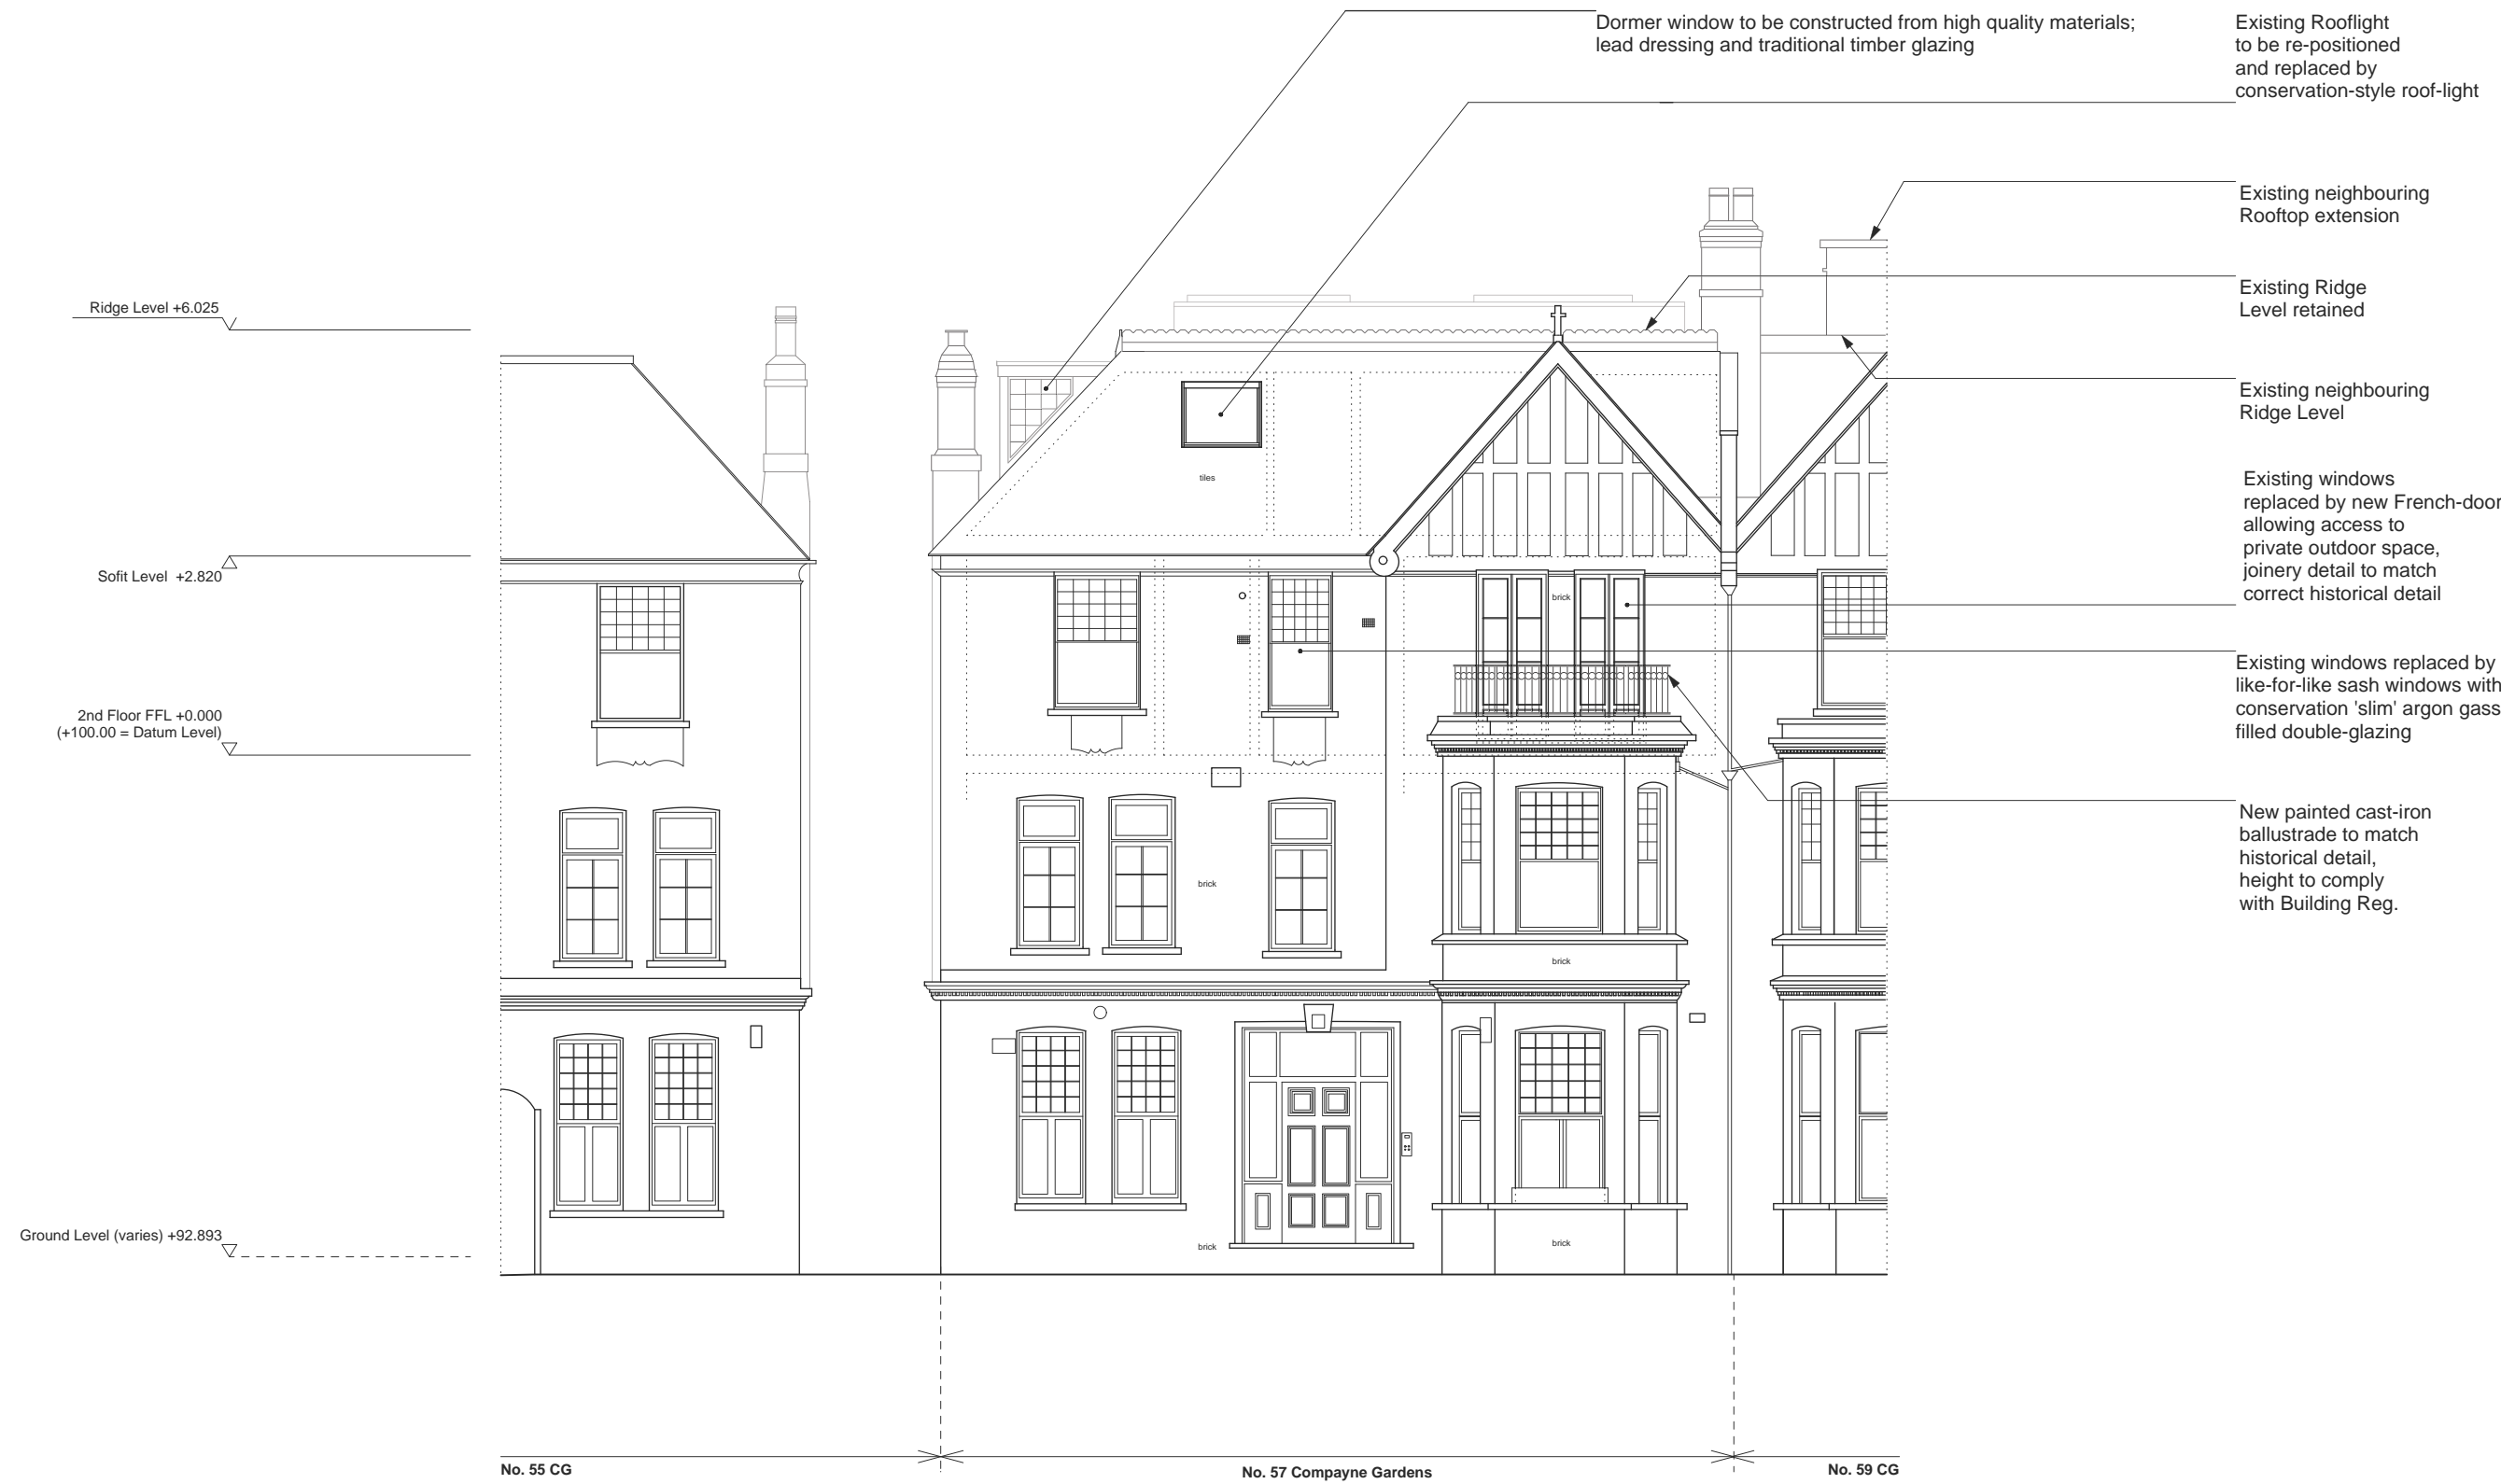 Dormer window to be constructed from high quality materials;
lead dressing and traditional timber glazing
Existing Rooflight
to be re-positioned
and replaced by
conservation-style roof-light
Existing neighbouring
Rooftop extension
Existing Ridge
Level retained
Existing neighbouring
Ridge Level
Existing windows
replaced by new French-door
allowing access to
private outdoor space,
joinery detail to match
correct historical detail
Existing windows replaced by
like-for-like sash windows with
conservation 'slim' argon gass
filled double-glazing
New painted cast-iron
ballustrade to match
historical detail,
height to comply
with Building Reg.
Ridge Level +6.025
Sofit Level +2.820
2nd Floor FFL +0.000
(+100.00 = Datum Level)
Ground Level (varies) +92.893
tiles
brick
brick
brick
brick
brick
No. 55 CG
No. 57 Compayne Gardens
No. 59 CG